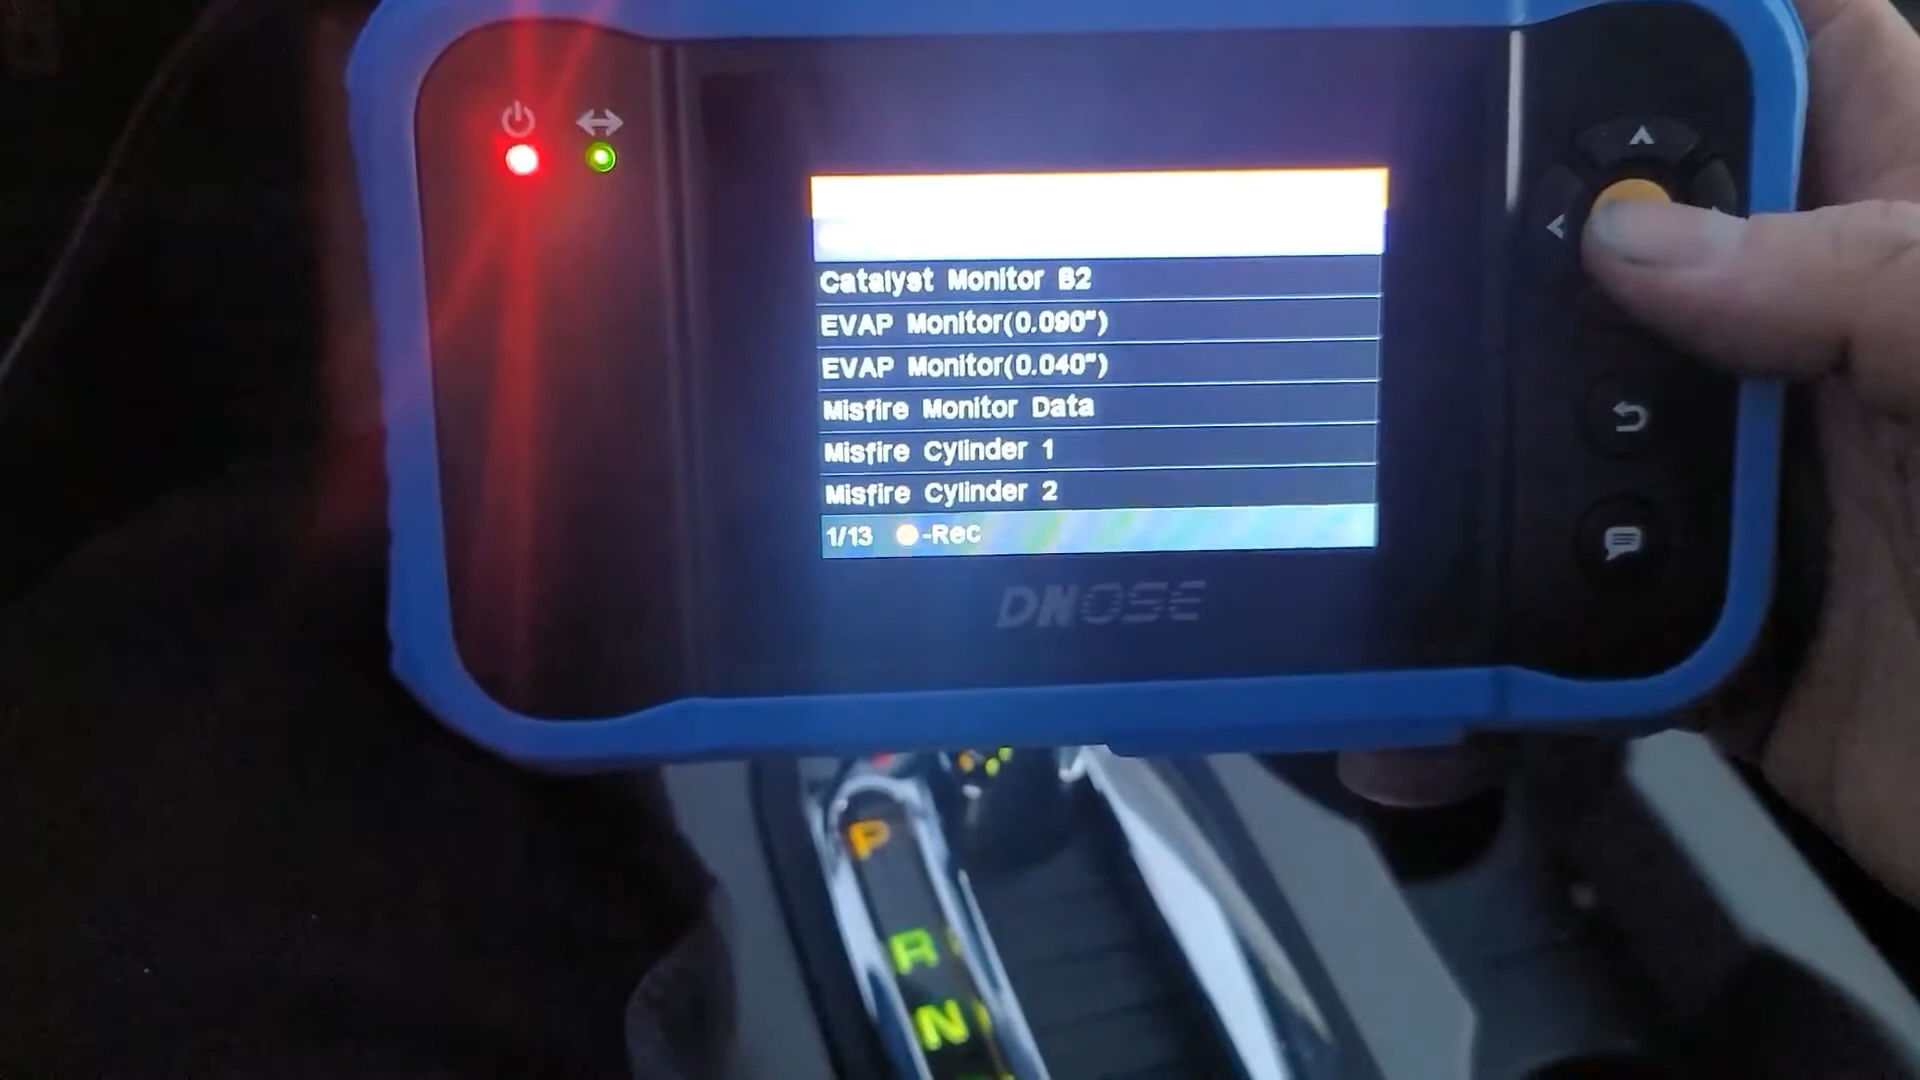 Catalyst Monitor B2
EVAP Monitor(0.090")
EVAP Monitor(0.040")
Misfire Monitor Data
Misfire Cylinder 1
Misfire Cylinder 2
1/13 -Rec
DNOSE
P
R
N